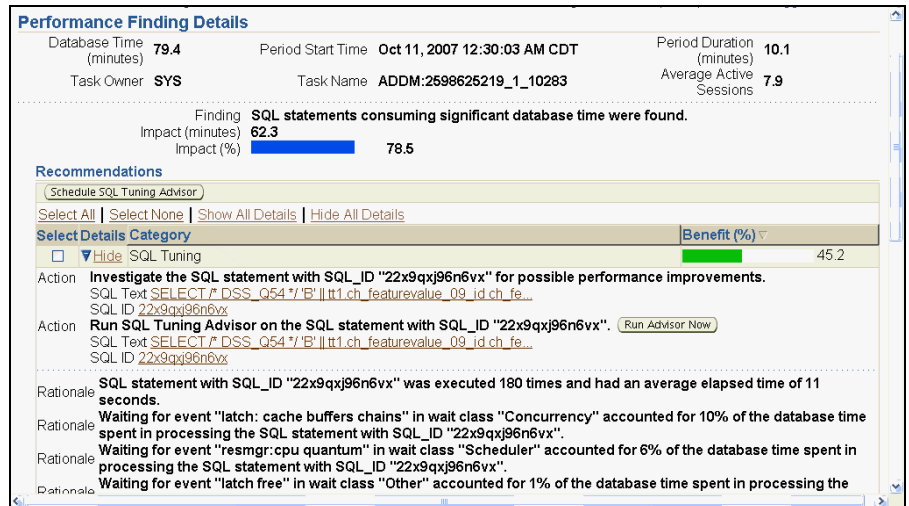 Performance Finding Details
Database Time (minutes) 79.4 Period Start Time Oct 11, 2007 12:30:03 AM CDT Period Duration (minutes) 10.1
Task Owner SYS Task Name ADDM:2598625219_1_10283 Average Active Sessions 7.9
Finding SQL statements consuming significant database time were found.
Impact (minutes) 62.3
Impact (%) 78.5
Recommendations
Schedule SQL Tuning Advisor
Select All | Select None | Show All Details | Hide All Details
Select Details Category Benefit (%)
Hide SQL Tuning 45.2
Action Investigate the SQL statement with SQL_ID "22x9qxj96n6vx" for possible performance improvements.
SQL Text SELECT /* DSS_Q54 */ 'B' || tt1.ch_featurevalue_09_id ch_fe...
SQL ID 22x9qxj96n6vx
Action Run SQL Tuning Advisor on the SQL statement with SQL_ID "22x9qxj96n6vx". Run Advisor Now
SQL Text SELECT /* DSS_Q54 */ 'B' || tt1.ch_featurevalue_09_id ch_fe...
SQL ID 22x9qxj96n6vx
Rationale SQL statement with SQL_ID "22x9qxj96n6vx" was executed 180 times and had an average elapsed time of 11
seconds.
Rationale Waiting for event "latch: cache buffers chains" in wait class "Concurrency" accounted for 10% of the database time
spent in processing the SQL statement with SQL_ID "22x9qxj96n6vx".
Rationale Waiting for event "resmgr:cpu quantum" in wait class "Scheduler" accounted for 6% of the database time spent in
processing the SQL statement with SQL_ID "22x9qxj96n6vx".
Rationale Waiting for event "latch free" in wait class "Other" accounted for 1% of the database time spent in processing the